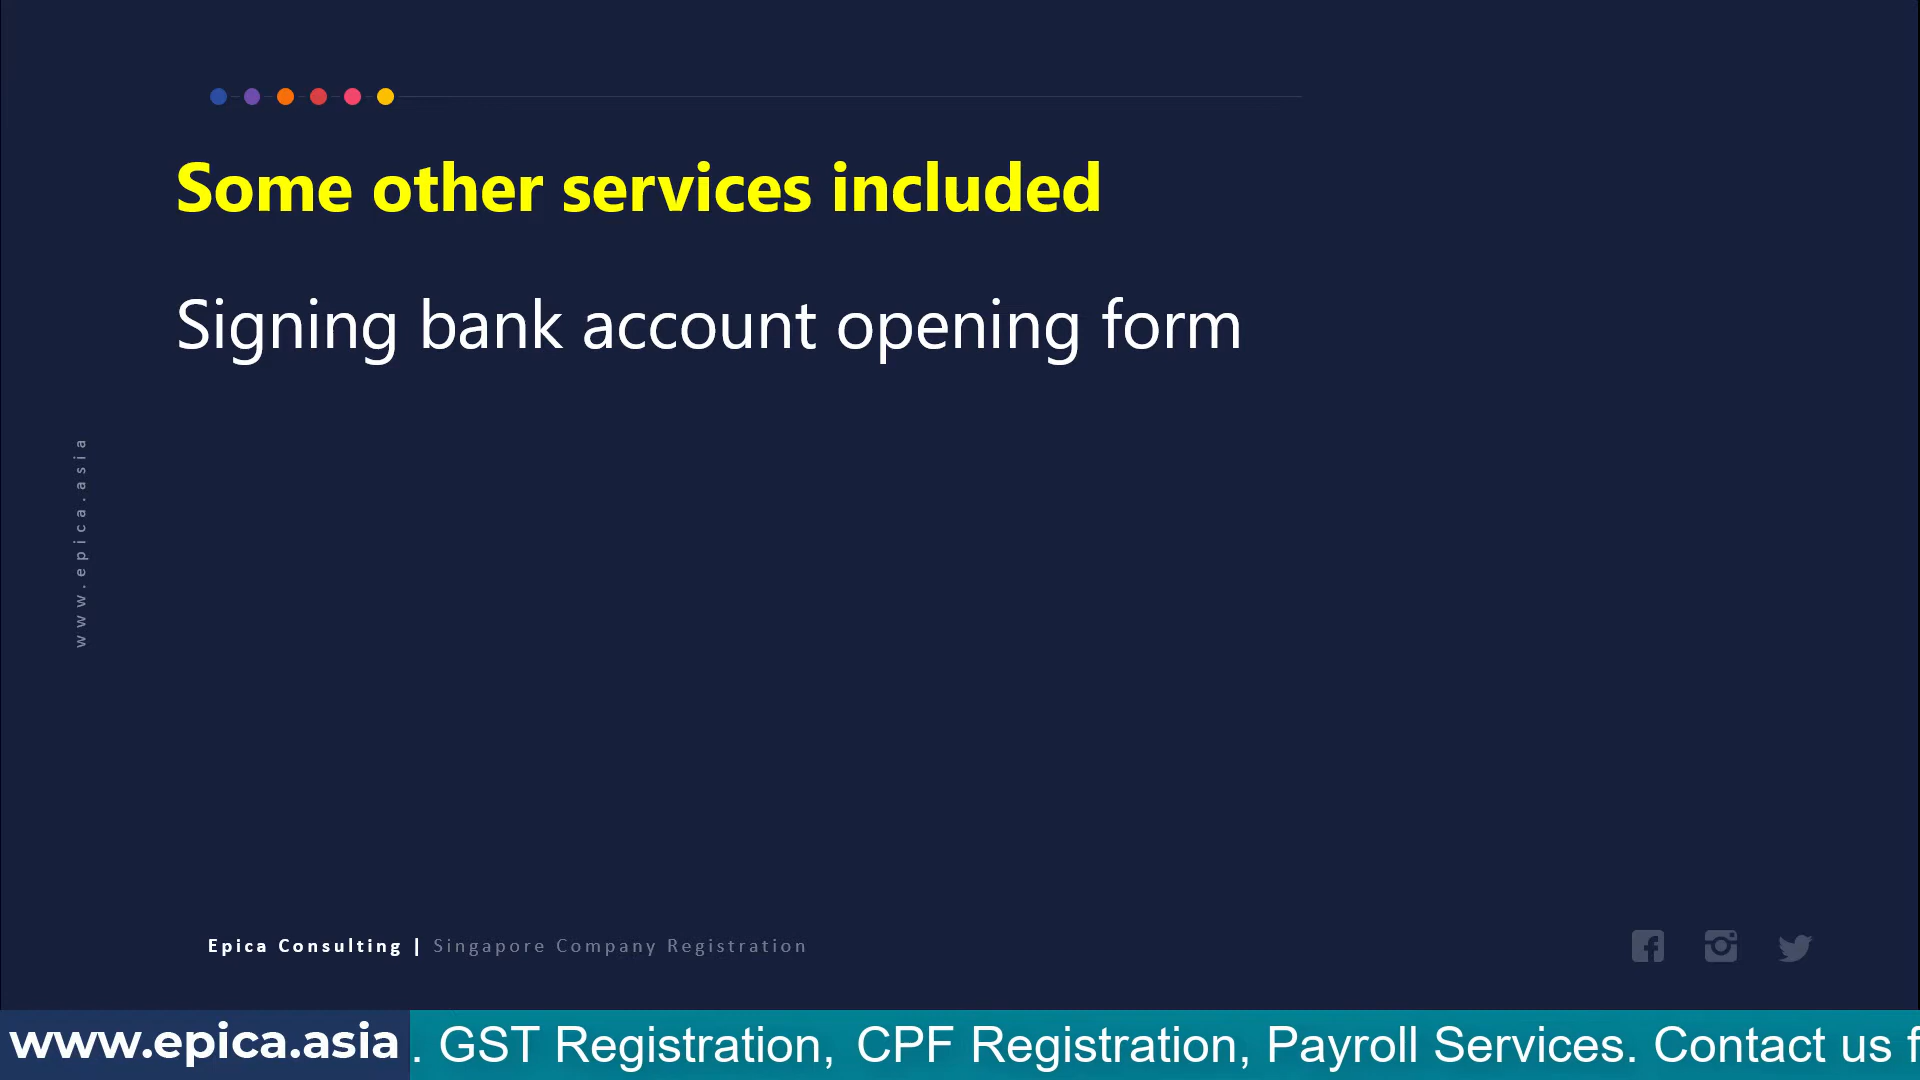 Some other services included
Signing bank account opening form
www.epica.asia
Epica Consulting | Singapore Company Registration
www.epica.asia . GST Registration, CPF Registration, Payroll Services. Contact us f